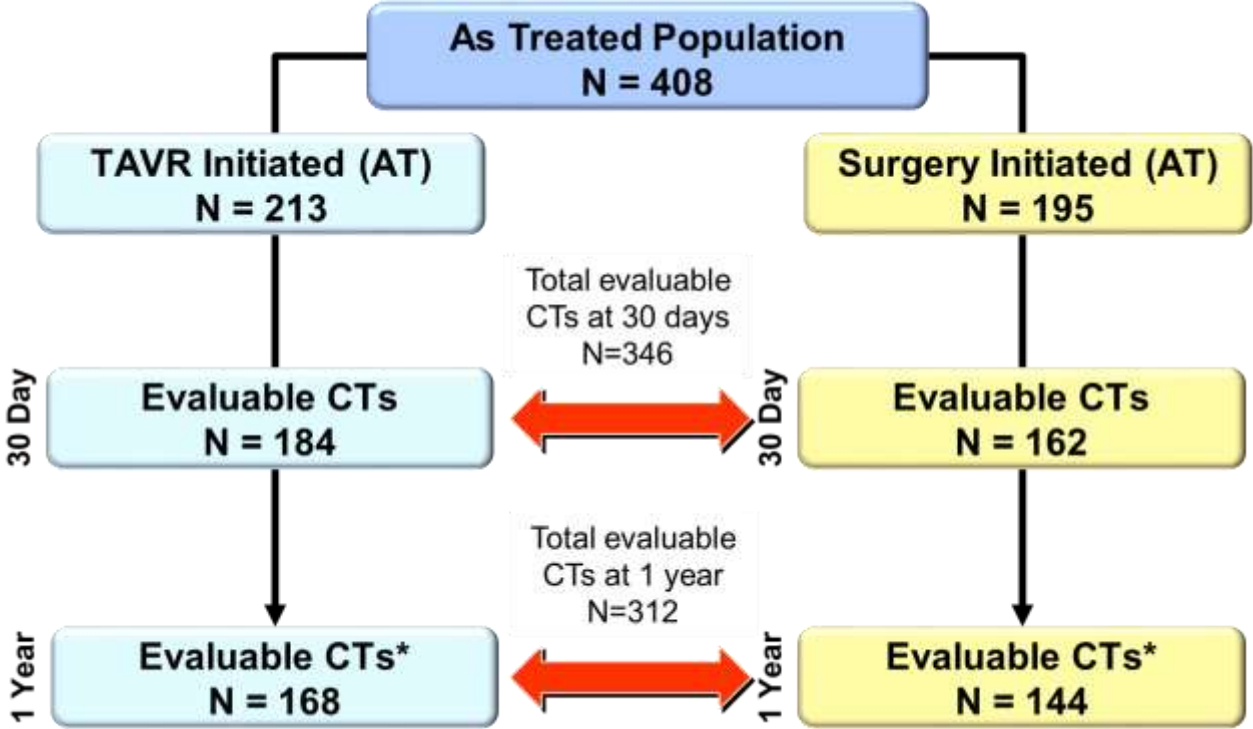 As Treated Population
N = 408
TAVR Initiated (AT)
N = 213
Surgery Initiated (AT)
N = 195
Total evaluable
CTs at 30 days
N=346
30 Day
Evaluable CTs
N = 184
30 Day
Evaluable CTs
N = 162
Total evaluable
CTs at 1 year
N=312
1 Year
Evaluable CTs*
N = 168
1 Year
Evaluable CTs*
N = 144